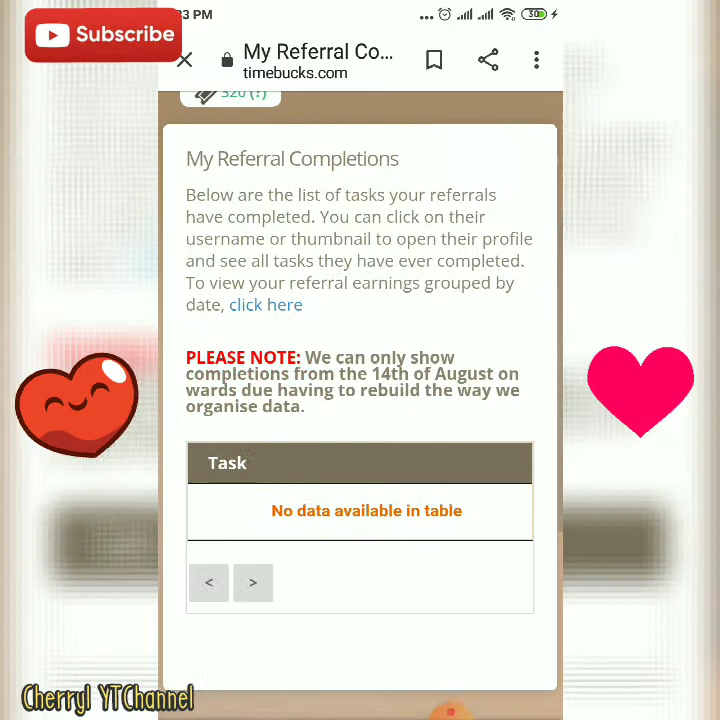 3 PM
30
Subscribe
My Referral Co...
timebucks.com
320 (?)
My Referral Completions
Below are the list of tasks your referrals
have completed. You can click on their
username or thumbnail to open their profile
and see all tasks they have ever completed.
To view your referral earnings grouped by
date, click here
PLEASE NOTE: We can only show
completions from the 14th of August on
wards due having to rebuild the way we
organise data.
Task
No data available in table
< >
Cherryl YTChannel